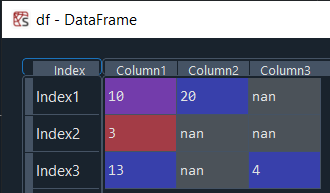 df - DataFrame
Index Column1 Column2 Column3
Index1 10 20 nan
Index2 3 nan nan
Index3 13 nan 4